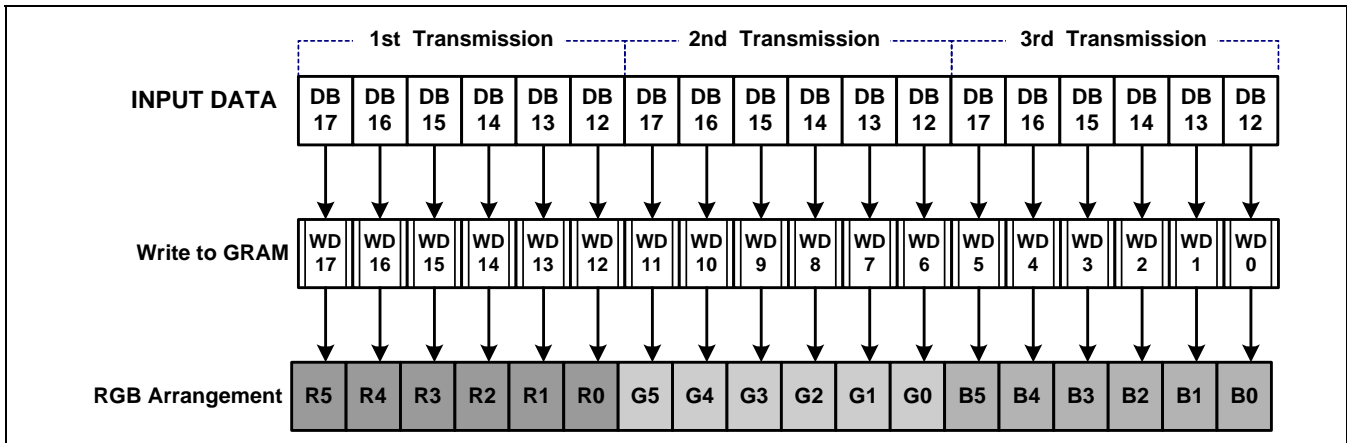 1st Transmission 2nd Transmission 3rd Transmission
INPUT DATA DB 17 DB 16 DB 15 DB 14 DB 13 DB 12 DB 17 DB 16 DB 15 DB 14 DB 13 DB 12 DB 17 DB 16 DB 15 DB 14 DB 13 DB 12
Write to GRAM WD 17 WD 16 WD 15 WD 14 WD 13 WD 12 WD 11 WD 10 WD 9 WD 8 WD 7 WD 6 WD 5 WD 4 WD 3 WD 2 WD 1 WD 0
RGB Arrangement R5 R4 R3 R2 R1 R0 G5 G4 G3 G2 G1 G0 B5 B4 B3 B2 B1 B0